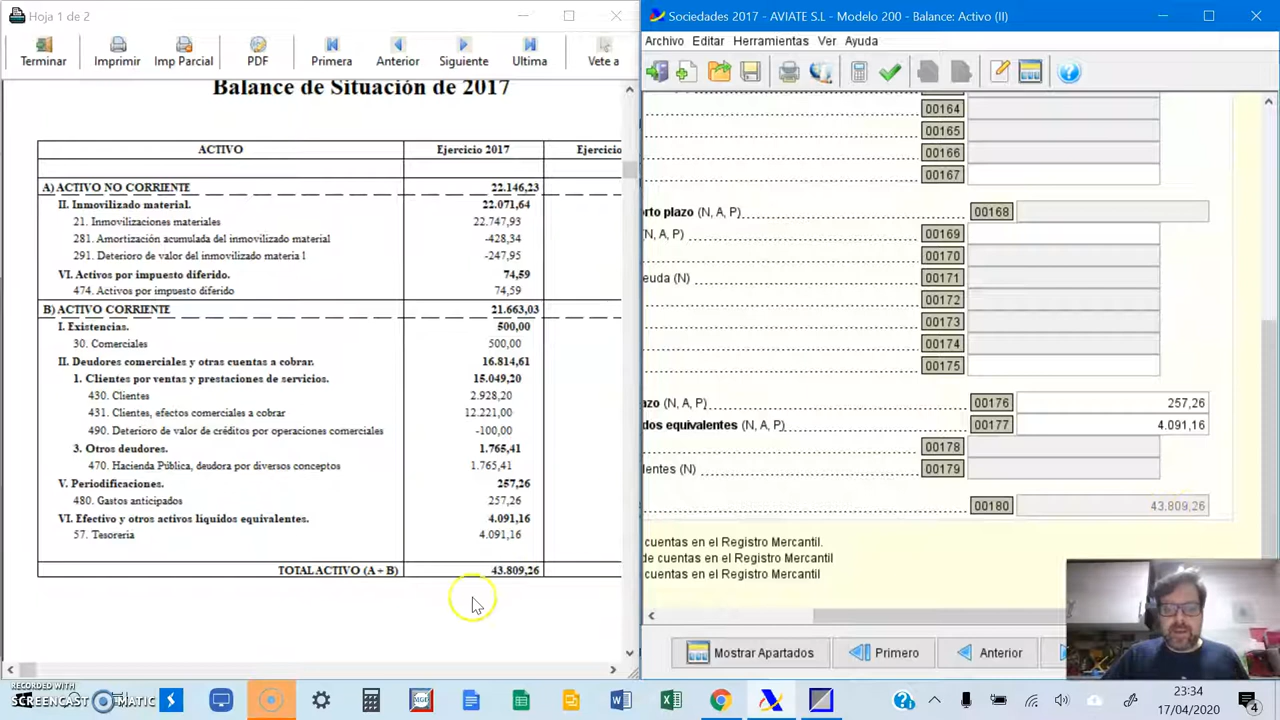 Hoja 1 de 2
Terminar
Imprimir
Imp Parcial
PDF
Primera
Anterior
Siguiente
Ultima
Vete a
Balance de Situación de 2017
ACTIVO Ejercicio 2017 Ejercicio
A) ACTIVO NO CORRIENTE 22.146,23
II. Inmovilizado material. 22.071,64
21. Inmovilizaciones materiales 22.747,93
281. Amortización acumulada del inmovilizado material -428,34
291. Deterioro de valor del inmovilizado materia l -247,95
VI. Activos por impuesto diferido. 74,59
474. Activos por impuesto diferido 74,59
B) ACTIVO CORRIENTE 21.663,03
I. Existencias. 500,00
30. Comerciales 500,00
II. Deudores comerciales y otras cuentas a cobrar. 16.814,61
1. Clientes por ventas y prestaciones de servicios. 15.049,20
430. Clientes 2.928,20
431. Clientes, efectos comerciales a cobrar 12.221,00
490. Deterioro de valor de créditos por operaciones comerciales -100,00
3. Otros deudores. 1.765,41
470. Hacienda Pública, deudora por diversos conceptos 1.765,41
V. Periodificaciones. 257,26
480. Gastos anticipados 257,26
VI. Efectivo y otros activos líquidos equivalentes. 4.091,16
57. Tesoreria 4.091,16
TOTAL ACTIVO (A + B) 43.809,26
Sociedades 2017 - AVIATE S.L - Modelo 200 - Balance: Activo (II)
Archivo Editar Herramientas Ver Ayuda
00164
00165
00166
00167
orto plazo (N, A, P) 00168
(N, A, P) 00169
00170
euda (N) 00171
00172
00173
00174
00175
azo (N, A, P) 00176 257,26
dos equivalentes (N, A, P) 00177 4.091,16
00178
lentes (N) 00179
00180 43.809,26
cuentas en el Registro Mercantil.
de cuentas en el Registro Mercantil
cuentas en el Registro Mercantil
Mostrar Apartados
Primero
Anterior
RECORDED WITH
SCREENCAST MATIC
23:34
17/04/2020
4